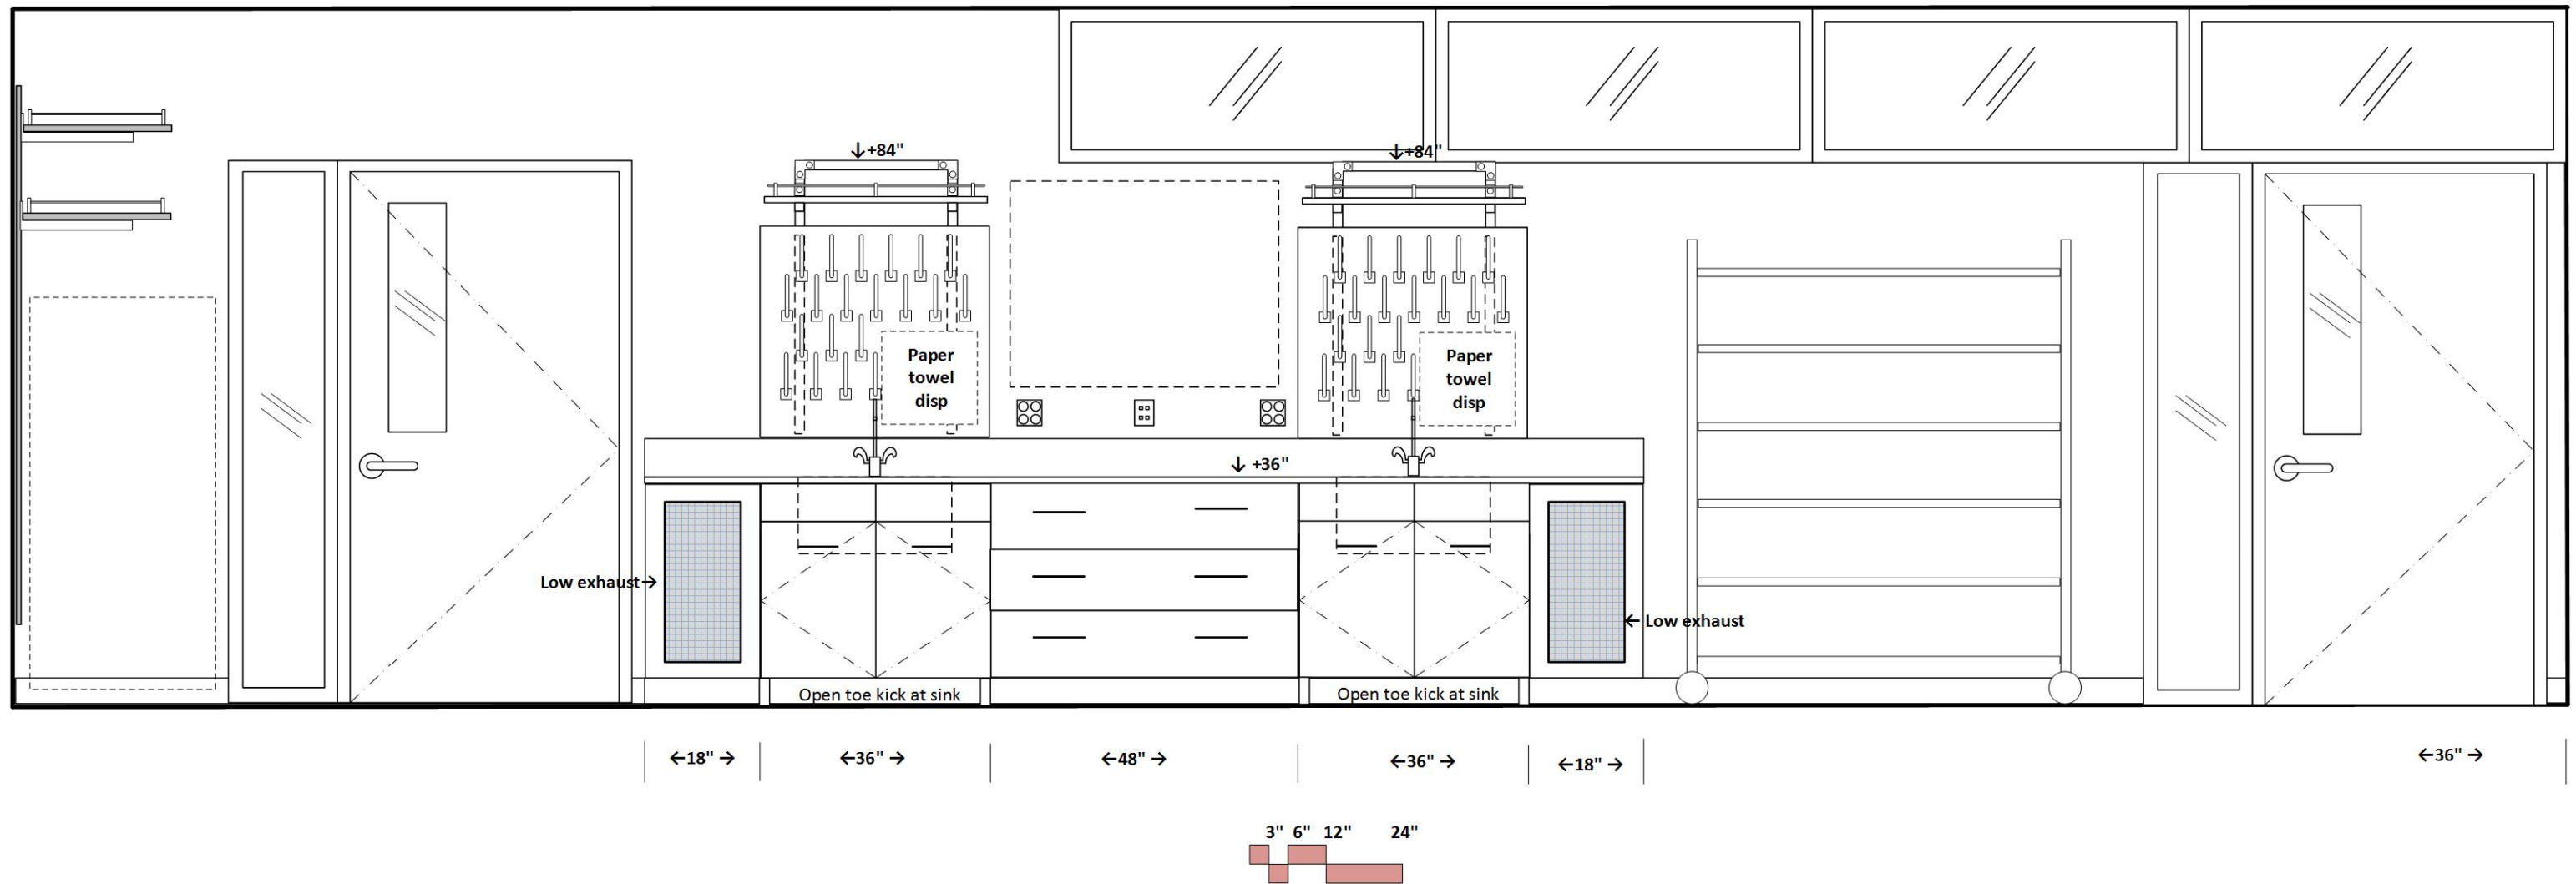 ↓+84"
↓+84"
Paper
towel
disp
Paper
towel
disp
↓ +36"
Low exhaust→
← Low exhaust
Open toe kick at sink
Open toe kick at sink
←18" →
←36" →
←48" →
←36" →
←18" →
←36" →
3" 6" 12" 24"